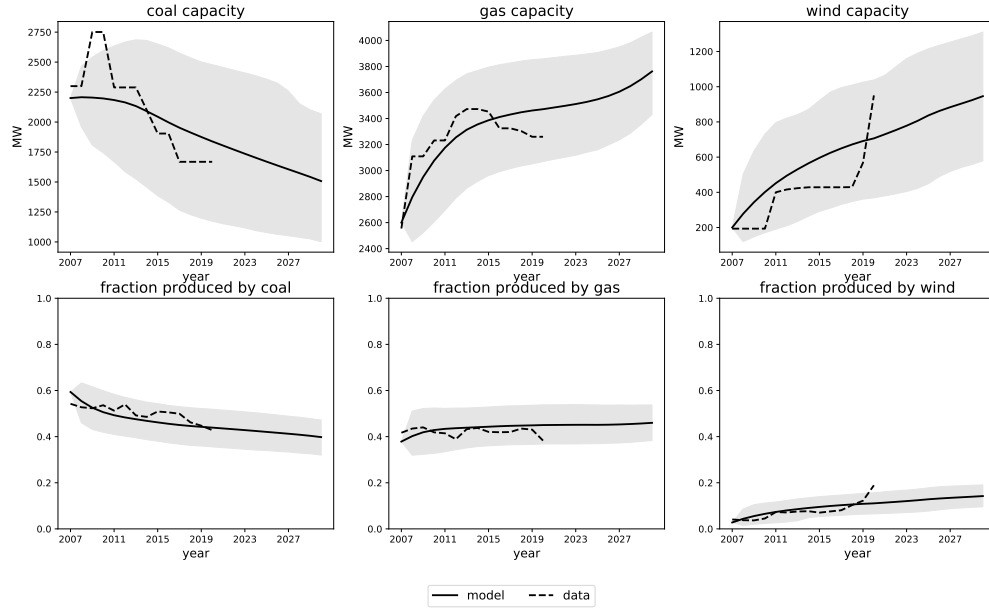 coal capacity
gas capacity
wind capacity
MW
2750
2500
2250
2000
1750
1500
1250
1000
2007 2011 2015 2019 2023 2027
year
MW
4000
3800
3600
3400
3200
3000
2800
2600
2400
2007 2011 2015 2019 2023 2027
year
MW
1200
1000
800
600
400
200
2007 2011 2015 2019 2023 2027
year
fraction produced by coal
fraction produced by gas
fraction produced by wind
1.0
0.8
0.6
0.4
0.2
0.0
2007 2011 2015 2019 2023 2027
year
1.0
0.8
0.6
0.4
0.2
0.0
2007 2011 2015 2019 2023 2027
year
1.0
0.8
0.6
0.4
0.2
0.0
2007 2011 2015 2019 2023 2027
year
model data